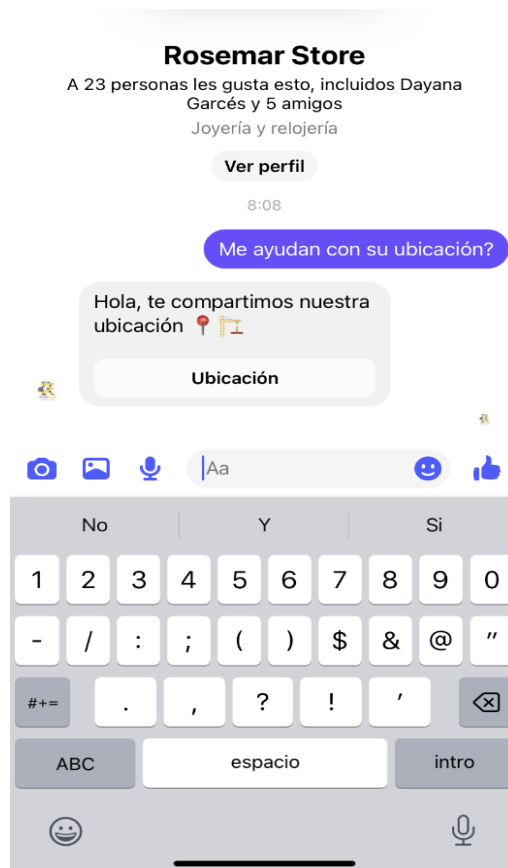 Rosemar Store
A 23 personas les gusta esto, incluidos Dayana
Garcés y 5 amigos
Joyería y relojería
Ver perfil
8:08
Me ayudan con su ubicación?
Hola, te compartimos nuestra
ubicación 📍 🏗️
Ubicación
Aa
No Y Si
1 2 3 4 5 6 7 8 9 0
- / : ; ( ) $ & @ "
#+= . , ? ! '
ABC espacio intro